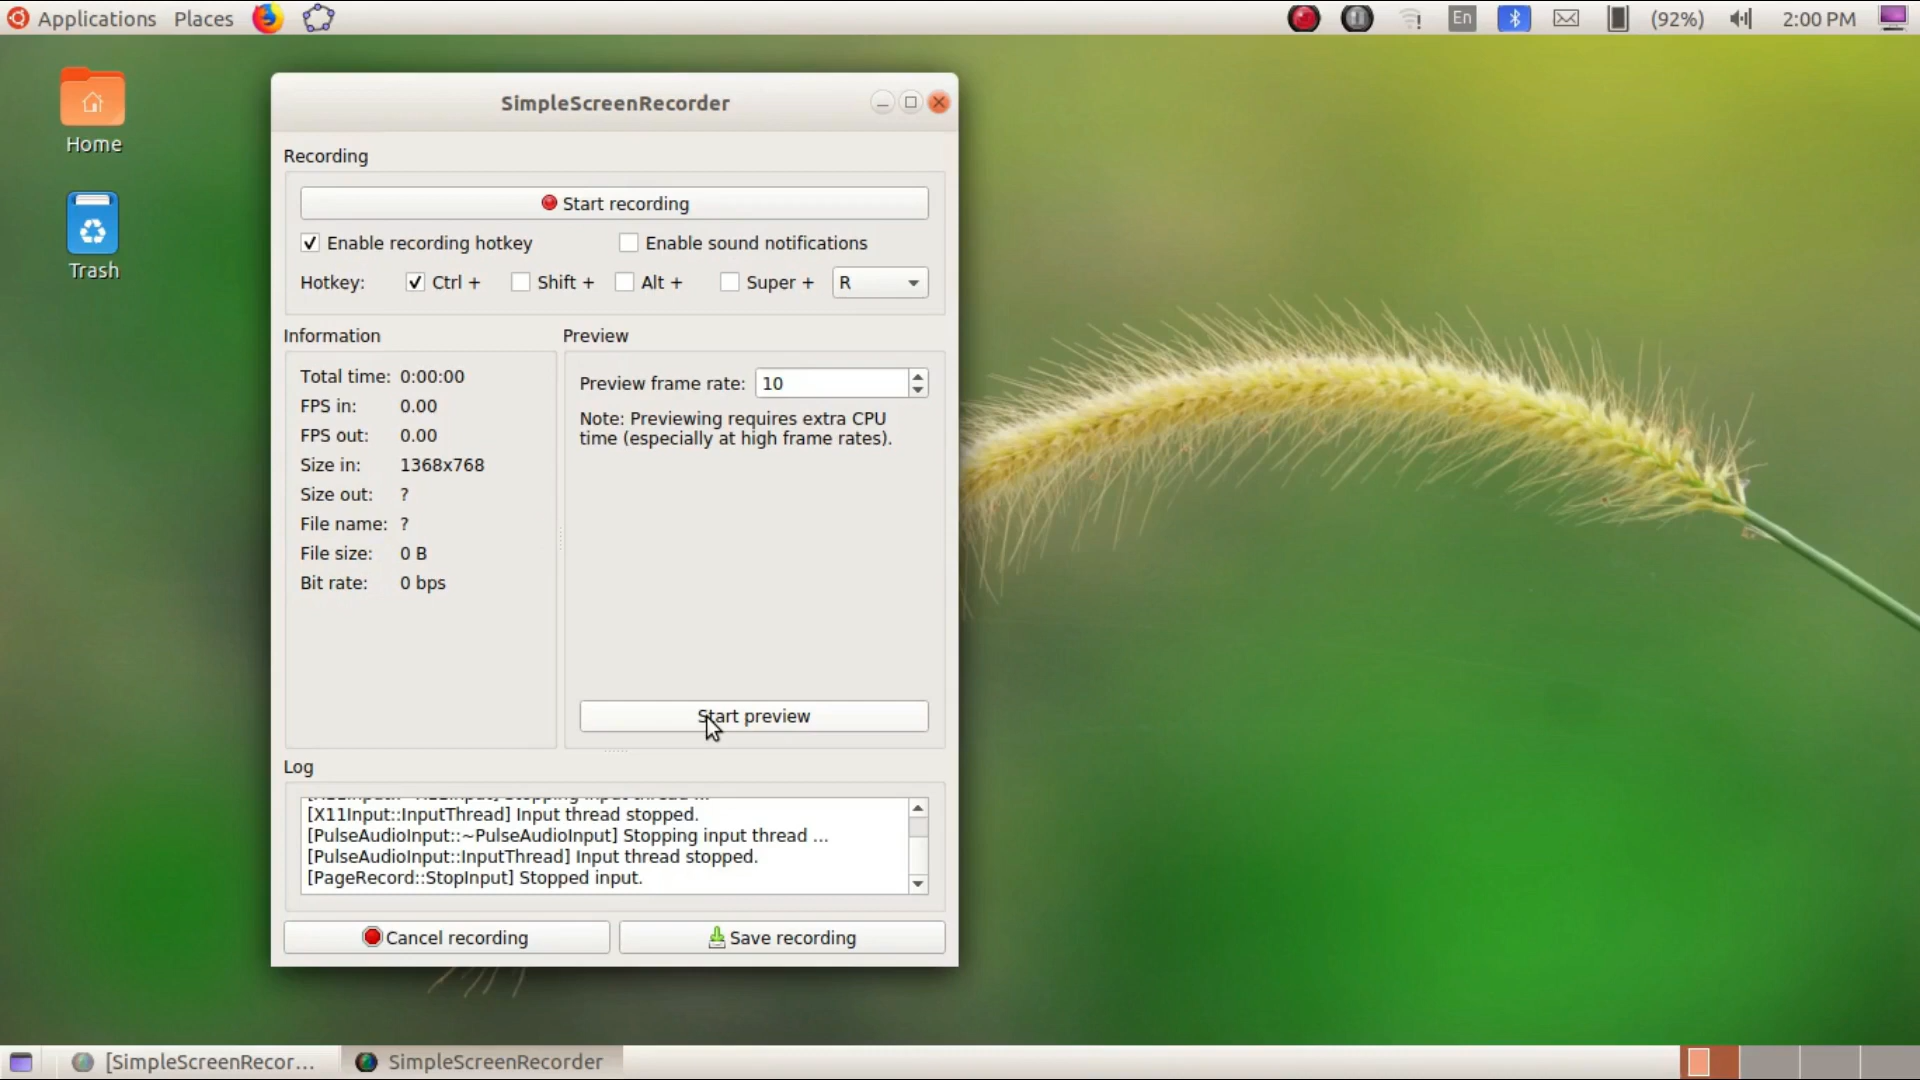 Applications Places En (92%) 2:00 PM
Home
Trash
SimpleScreenRecorder
Recording
Start recording
Enable recording hotkey Enable sound notifications
Hotkey: Ctrl + Shift + Alt + Super + R
Information
Total time: 0:00:00
FPS in: 0.00
FPS out: 0.00
Size in: 1368x768
Size out: ?
File name: ?
File size: 0 B
Bit rate: 0 bps
Preview
Preview frame rate: 10
Note: Previewing requires extra CPU
time (especially at high frame rates).
Start preview
Log
[X11Input::InputThread] Input thread stopped.
[PulseAudioInput::~PulseAudioInput] Stopping input thread ...
[PulseAudioInput::InputThread] Input thread stopped.
[PageRecord::StopInput] Stopped input.
Cancel recording Save recording
[SimpleScreenRecor... SimpleScreenRecorder